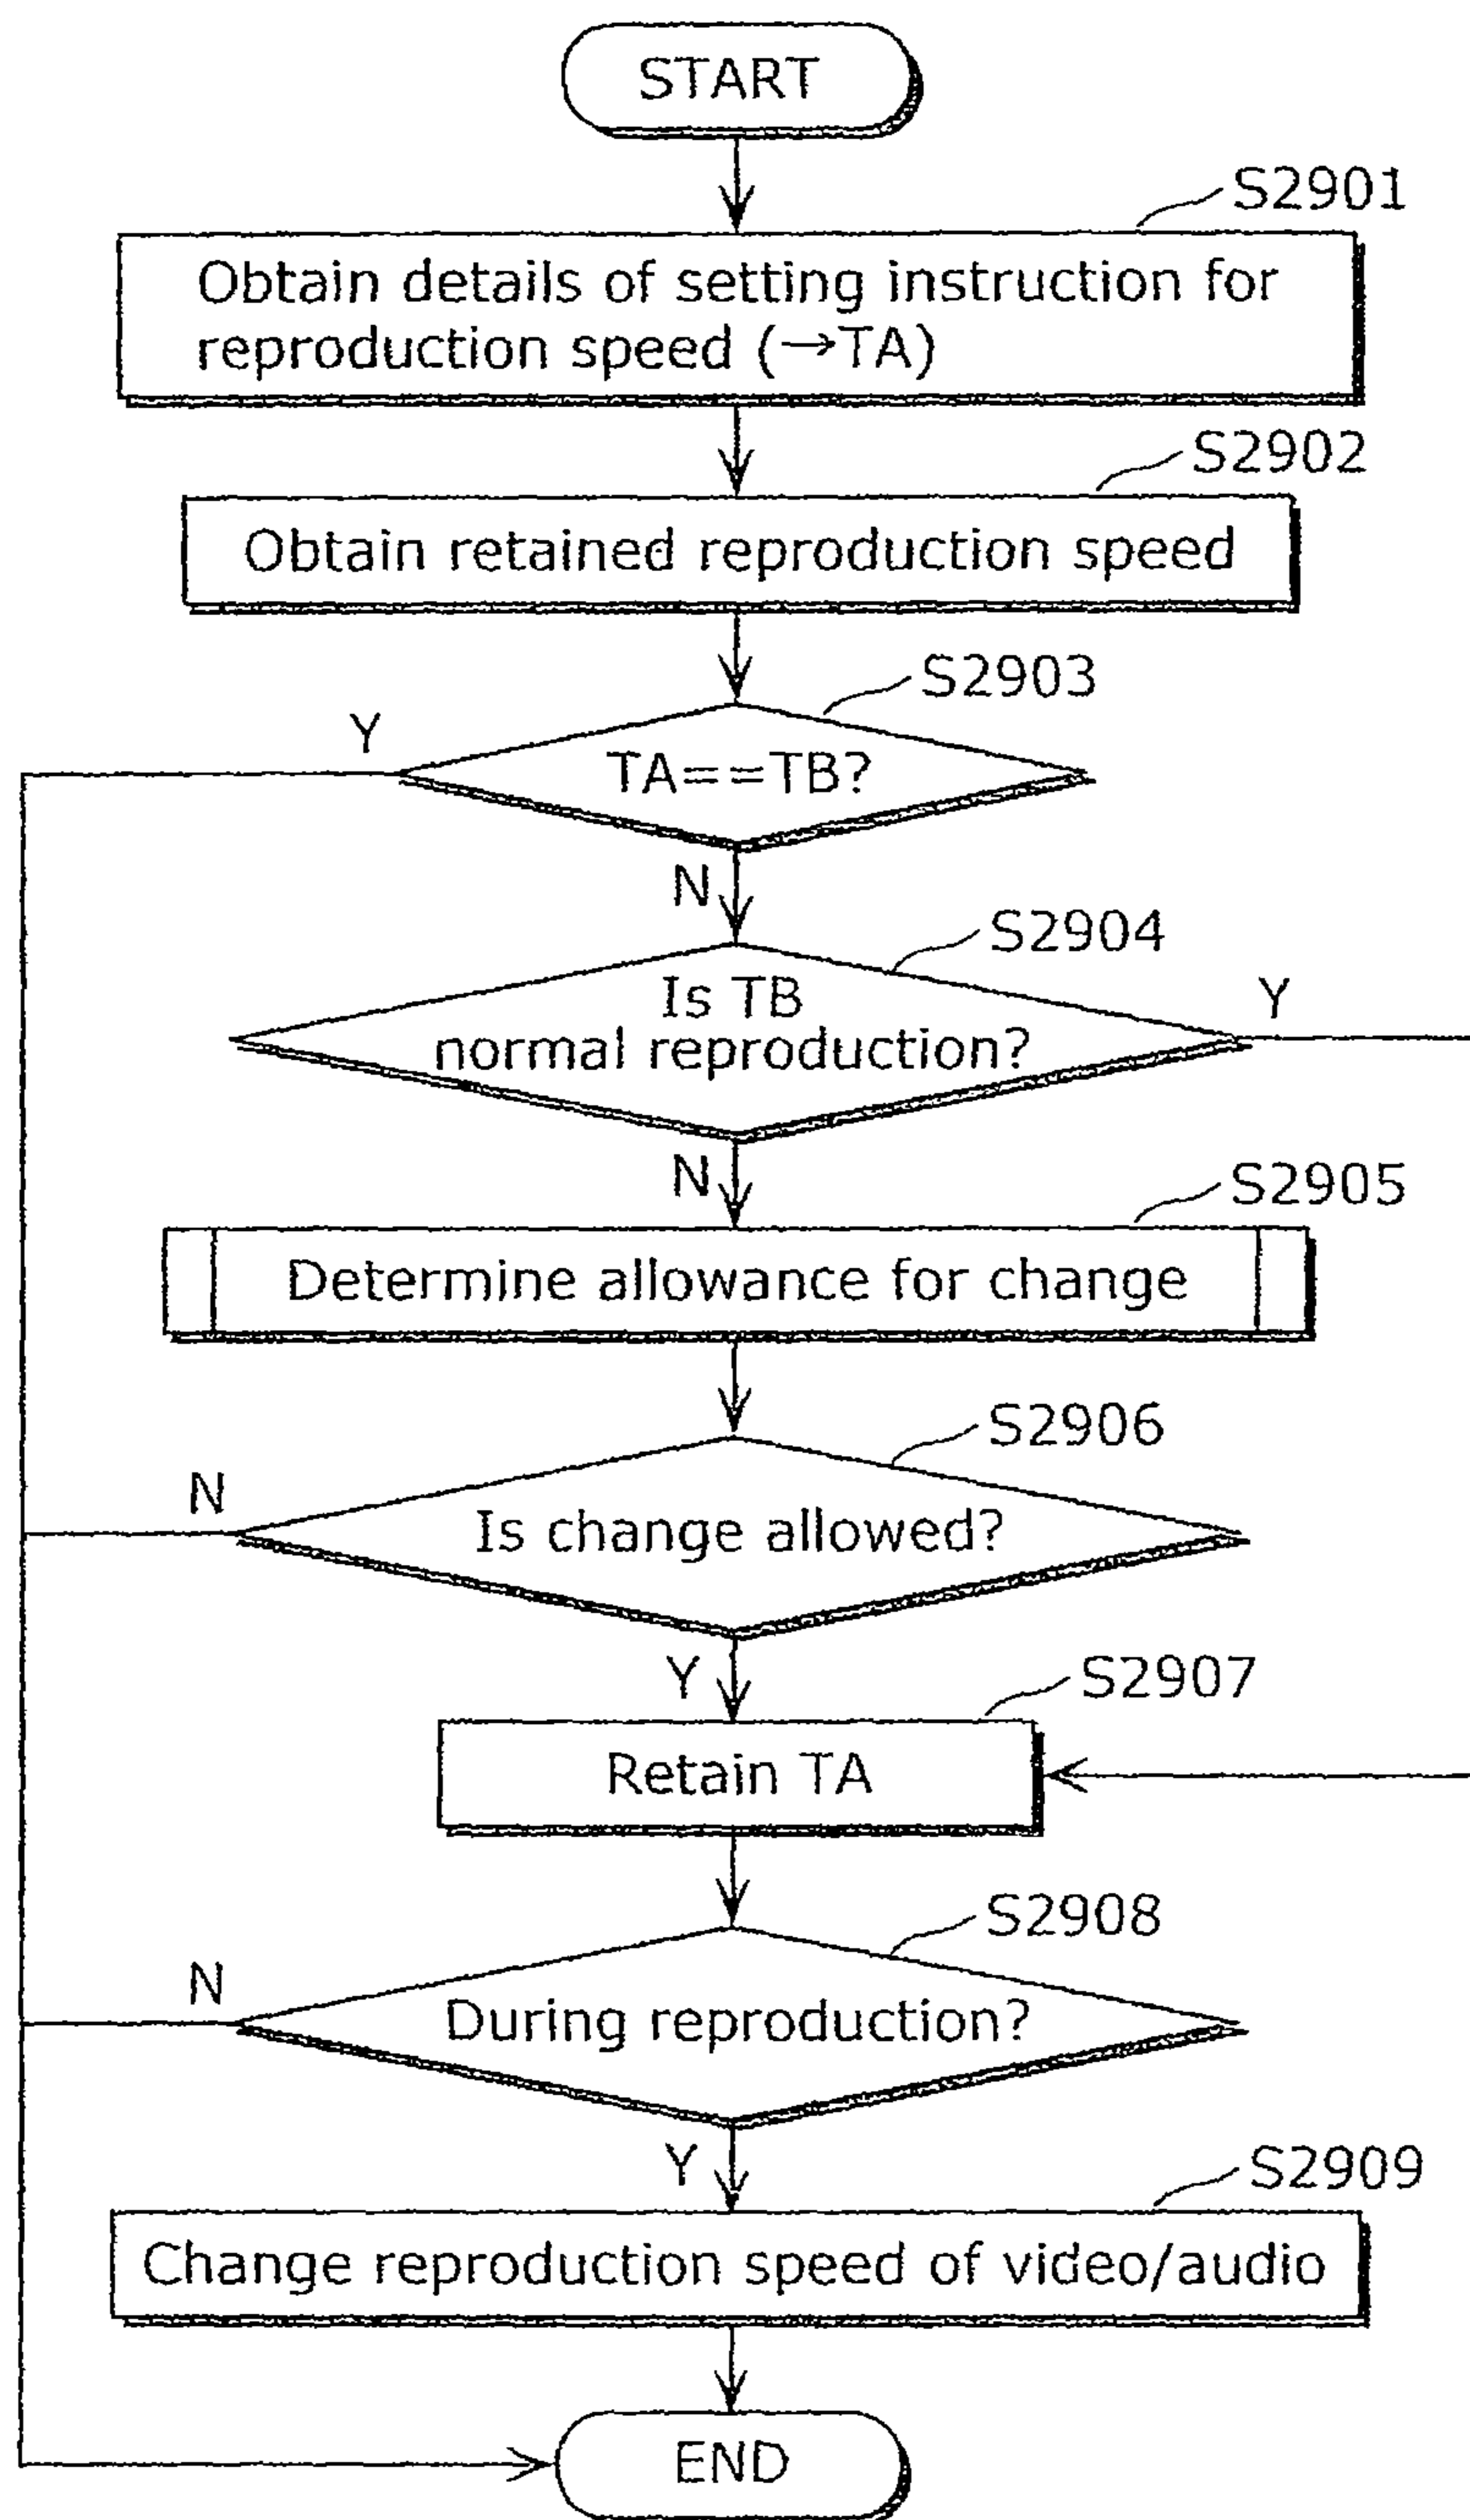 START
S2901
Obtain details of setting instruction for
reproduction speed (→TA)
S2902
Obtain retained reproduction speed
S2903
Y
TA==TB?
N
S2904
Is TB
Y
normal reproduction?
N
S2905
Determine allowance for change
S2906
N
Is change allowed?
Y
S2907
Retain TA
S2908
N
During reproduction?
Y
S2909
Change reproduction speed of video/audio
END